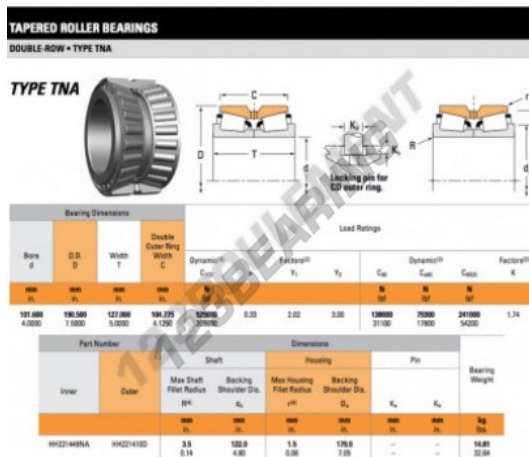 TAPERED ROLLER BEARINGS
DOUBLE-ROW • TYPE TNA
TYPE TNA
C
D
T
d
K
Locking pin for
CD outer ring.
R
r
d
123BEARING
Bearing Dimensions
Load Ratings
Bore
d
O.D.
D
Width
T
Double
Outer Ring
Width
C
Dynamic
Factors
e
Y₁
Y₂
Dynamic
C₉₀
Cₐ₉₀
C₉₀₍₂₎
Factors
K
mm mm mm mm N N N N
in. in. in. in. lbf lbf lbf lbf
101.600 190.500 127.000 104.775 0.33 2.02 3.00 138000 79300 241000 1.74
4.0000 7.5000 5.0000 4.1250 31100 17800 54200
Part Number
Dimensions
Shaft
Housing
Pin
Bearing
Weight
Inner
Outer
Max Shaft
Fillet Radius
R
Backing
Shoulder Dia.
Max Housing
Fillet Radius
r
Backing
Shoulder Dia.
mm mm mm mm mm mm kg
in. in. in. in. in. in. lbs.
HH221449NA HH221410D 3.5 122.0 1.5 179.0 – – 14.81
0.14 4.80 0.06 7.05 32.64